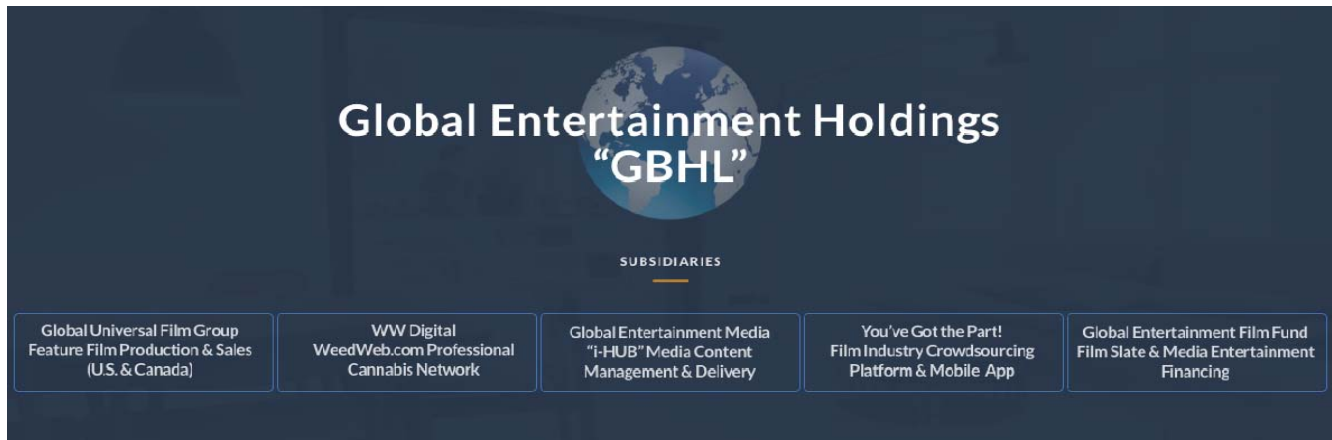 Global Entertainment Holdings
“GBHL”
SUBSIDIARIES
Global Universal Film Group
Feature Film Production & Sales
(U.S. & Canada)
WW Digital
WeedWeb.com Professional
Cannabis Network
Global Entertainment Media
“i-HUB” Media Content
Management & Delivery
You’ve Got the Part!
Film Industry Crowdsourcing
Platform & Mobile App
Global Entertainment Film Fund
Film Slate & Media Entertainment
Financing